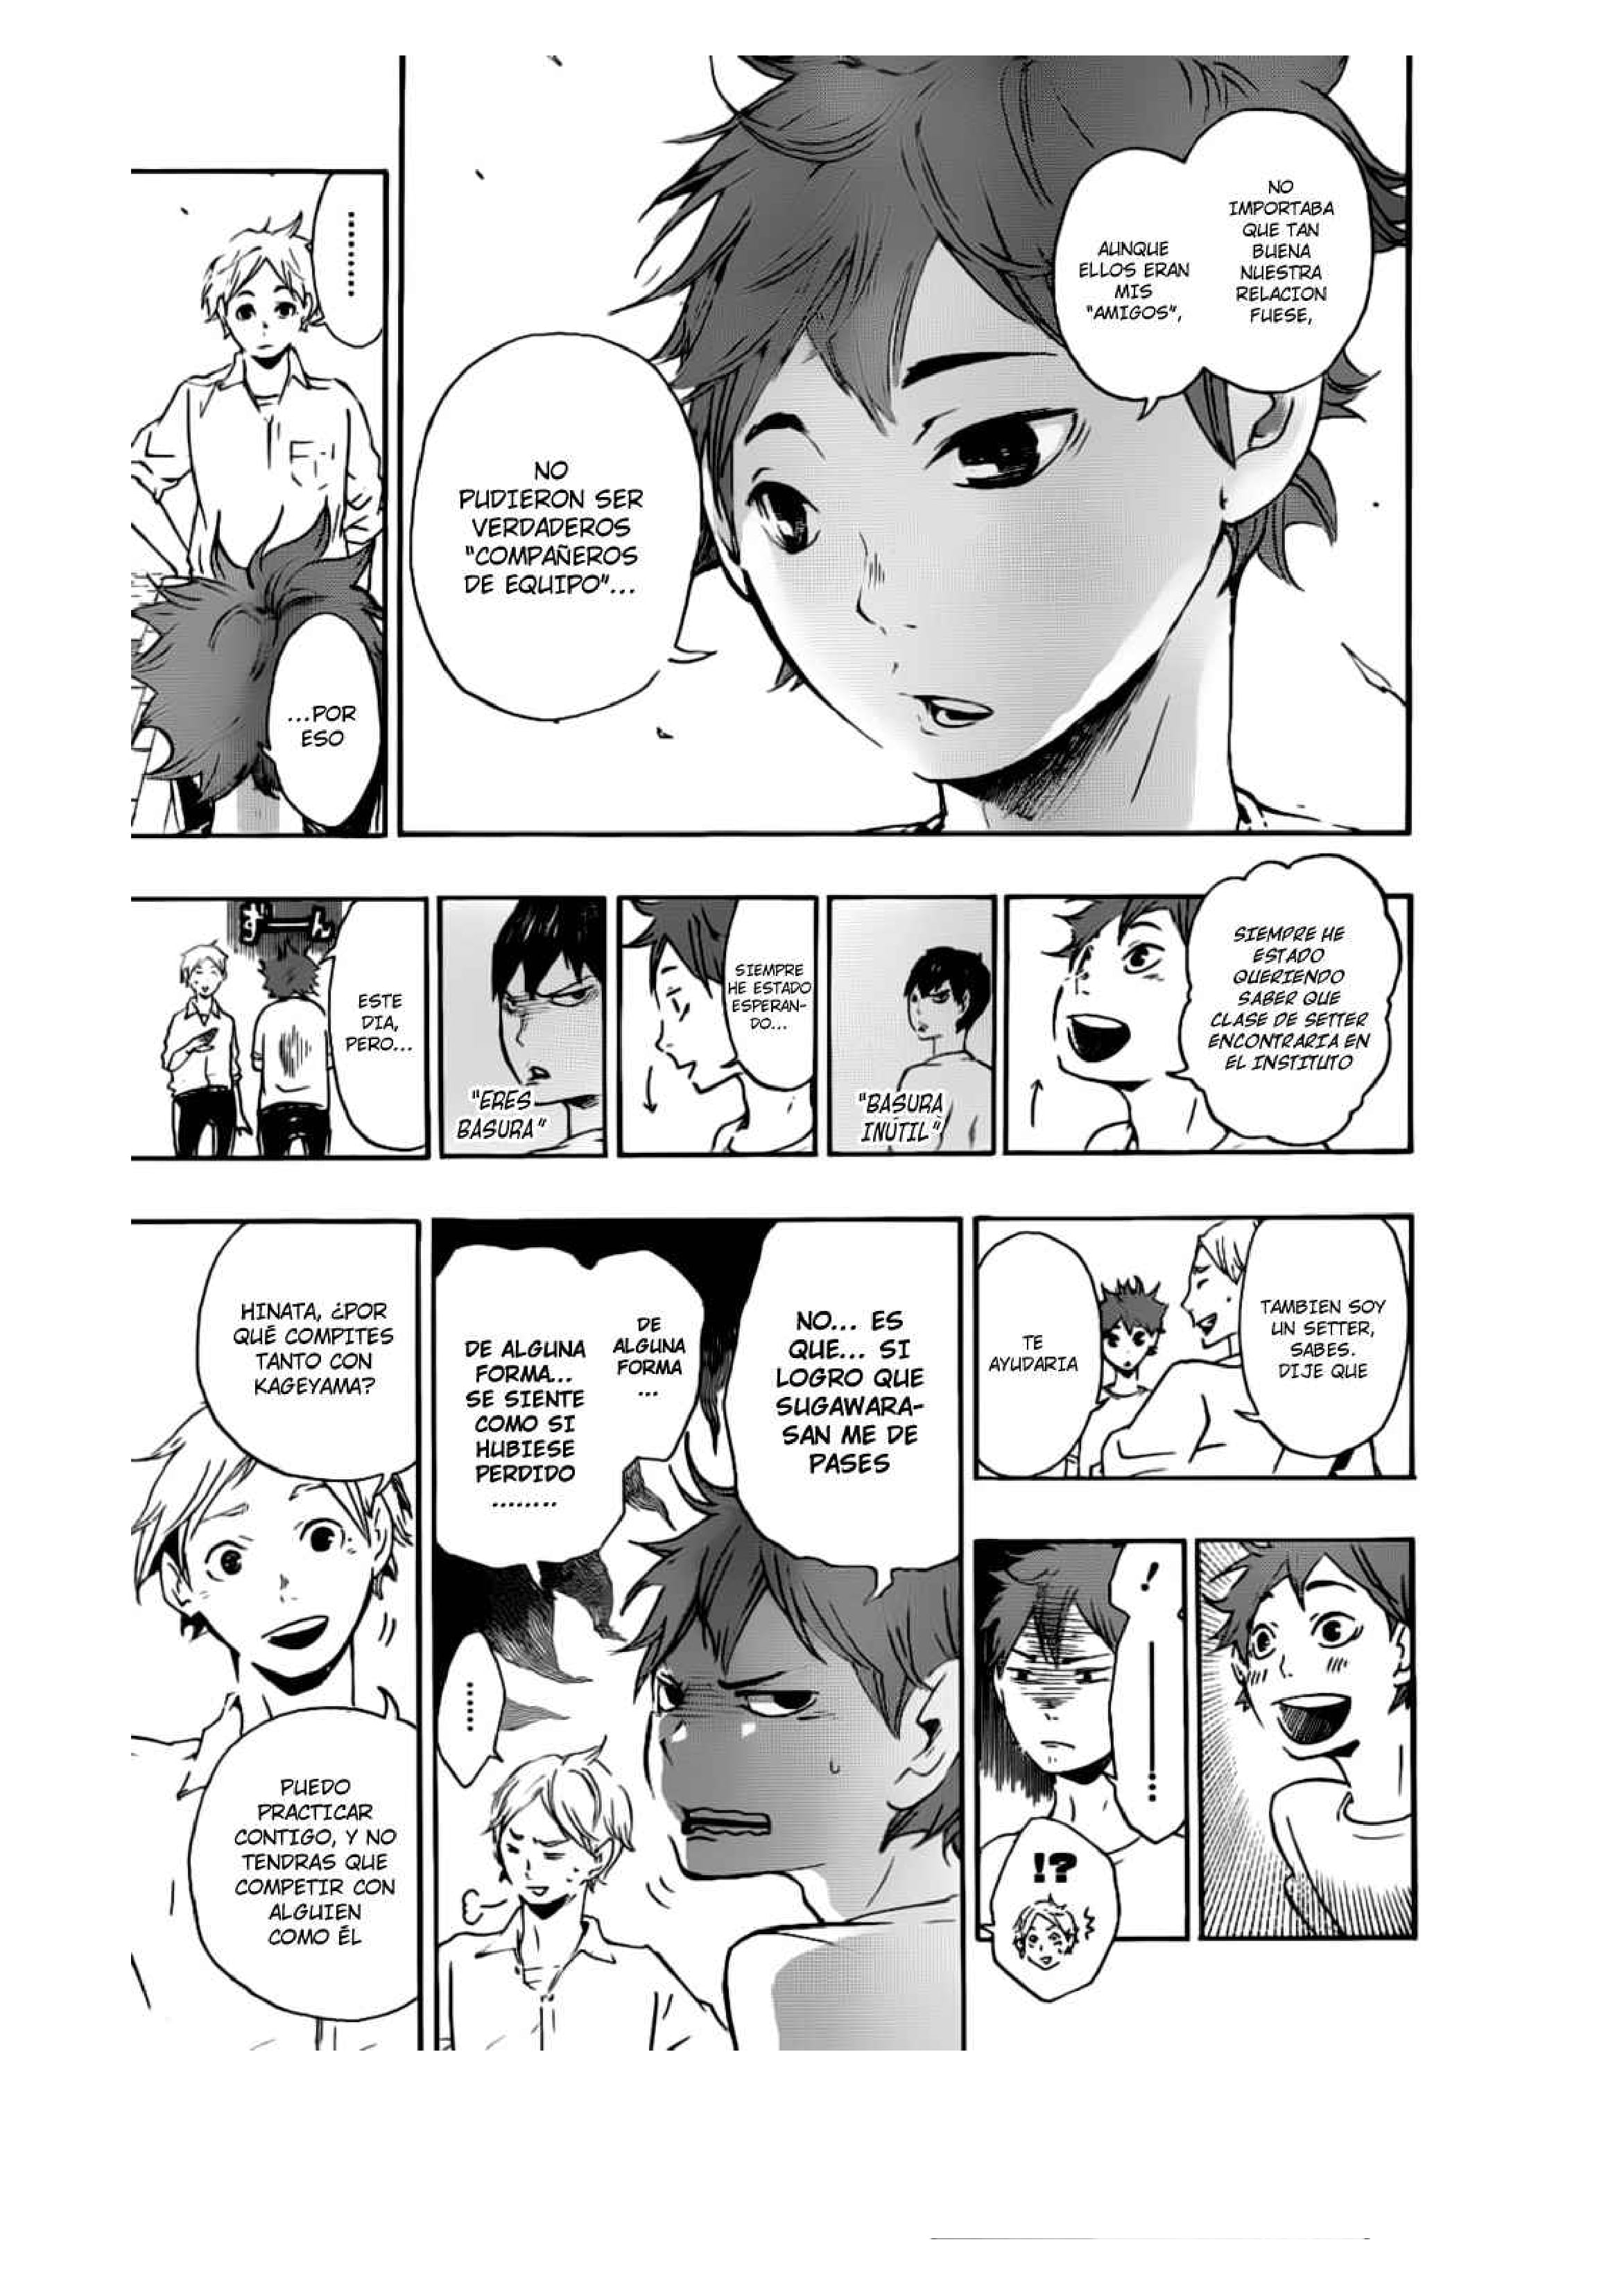 NO
IMPORTABA
QUE TAN
BUENA
NUESTRA
RELACION
FUESE,
AUNQUE
ELLOS ERAN
MIS
"AMIGOS",
NO
PUDIERON SER
VERDADEROS
"COMPAÑEROS
DE EQUIPO"...
.........
...POR
ESO
SIEMPRE HE
ESTADO
QUERIENDO
SABER QUE
CLASE DE SETTER
ENCONTRARIA EN
EL INSTITUTO
"BASURA
INÚTIL"
SIEMPRE
HE ESTADO
ESPERAN-
DO...
"ERES
BASURA"
ESTE
DIA,
PERO...
ずーん
TAMBIEN SOY
UN SETTER,
SABES.
DIJE QUE
TE
AYUDARIA
!
...
!?
NO... ES
QUE... SI
LOGRO QUE
SUGAWARA-
SAN ME DE
PASES
DE
ALGUNA
FORMA
...
DE ALGUNA
FORMA...
SE SIENTE
COMO SI
HUBIESE
PERDIDO
........
......
HINATA, ¿POR
QUÉ COMPITES
TANTO CON
KAGEYAMA?
PUEDO
PRACTICAR
CONTIGO, Y NO
TENDRAS QUE
COMPETIR CON
ALGUIEN
COMO ÉL